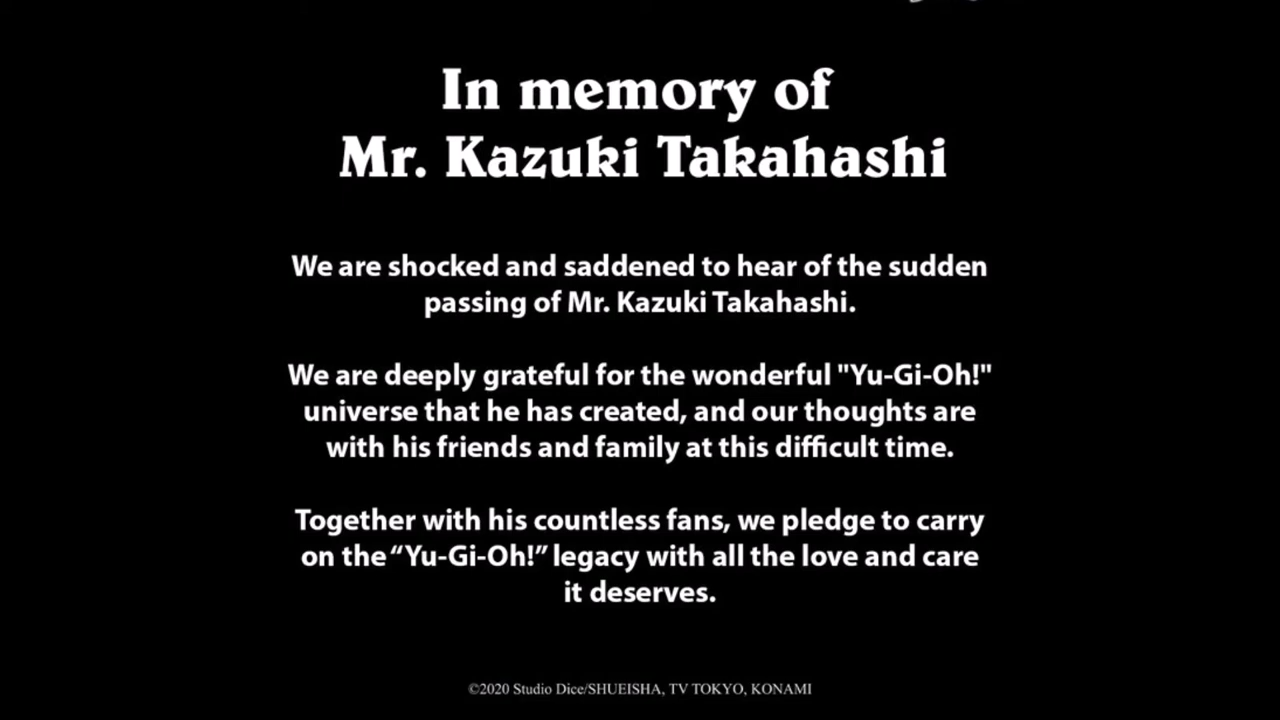 In memory of
Mr. Kazuki Takahashi
We are shocked and saddened to hear of the sudden
passing of Mr. Kazuki Takahashi.
We are deeply grateful for the wonderful "Yu-Gi-Oh!"
universe that he has created, and our thoughts are
with his friends and family at this difficult time.
Together with his countless fans, we pledge to carry
on the “Yu-Gi-Oh!” legacy with all the love and care
it deserves.
©2020 Studio Dice/SHUEISHA, TV TOKYO, KONAMI